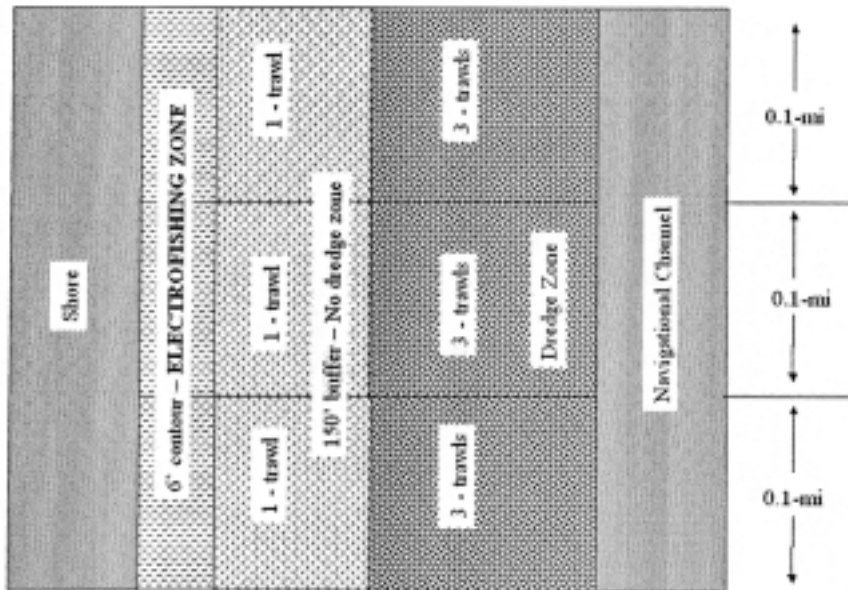 Shore
6' contour – ELECTROFISHING ZONE
1 - trawl
1 - trawl
1 - trawl
150' buffer – No dredge zone
3 - trawls
3 - trawls
3 - trawls
Dredge Zone
Navigational Channel
0.1-mi
0.1-mi
0.1-mi